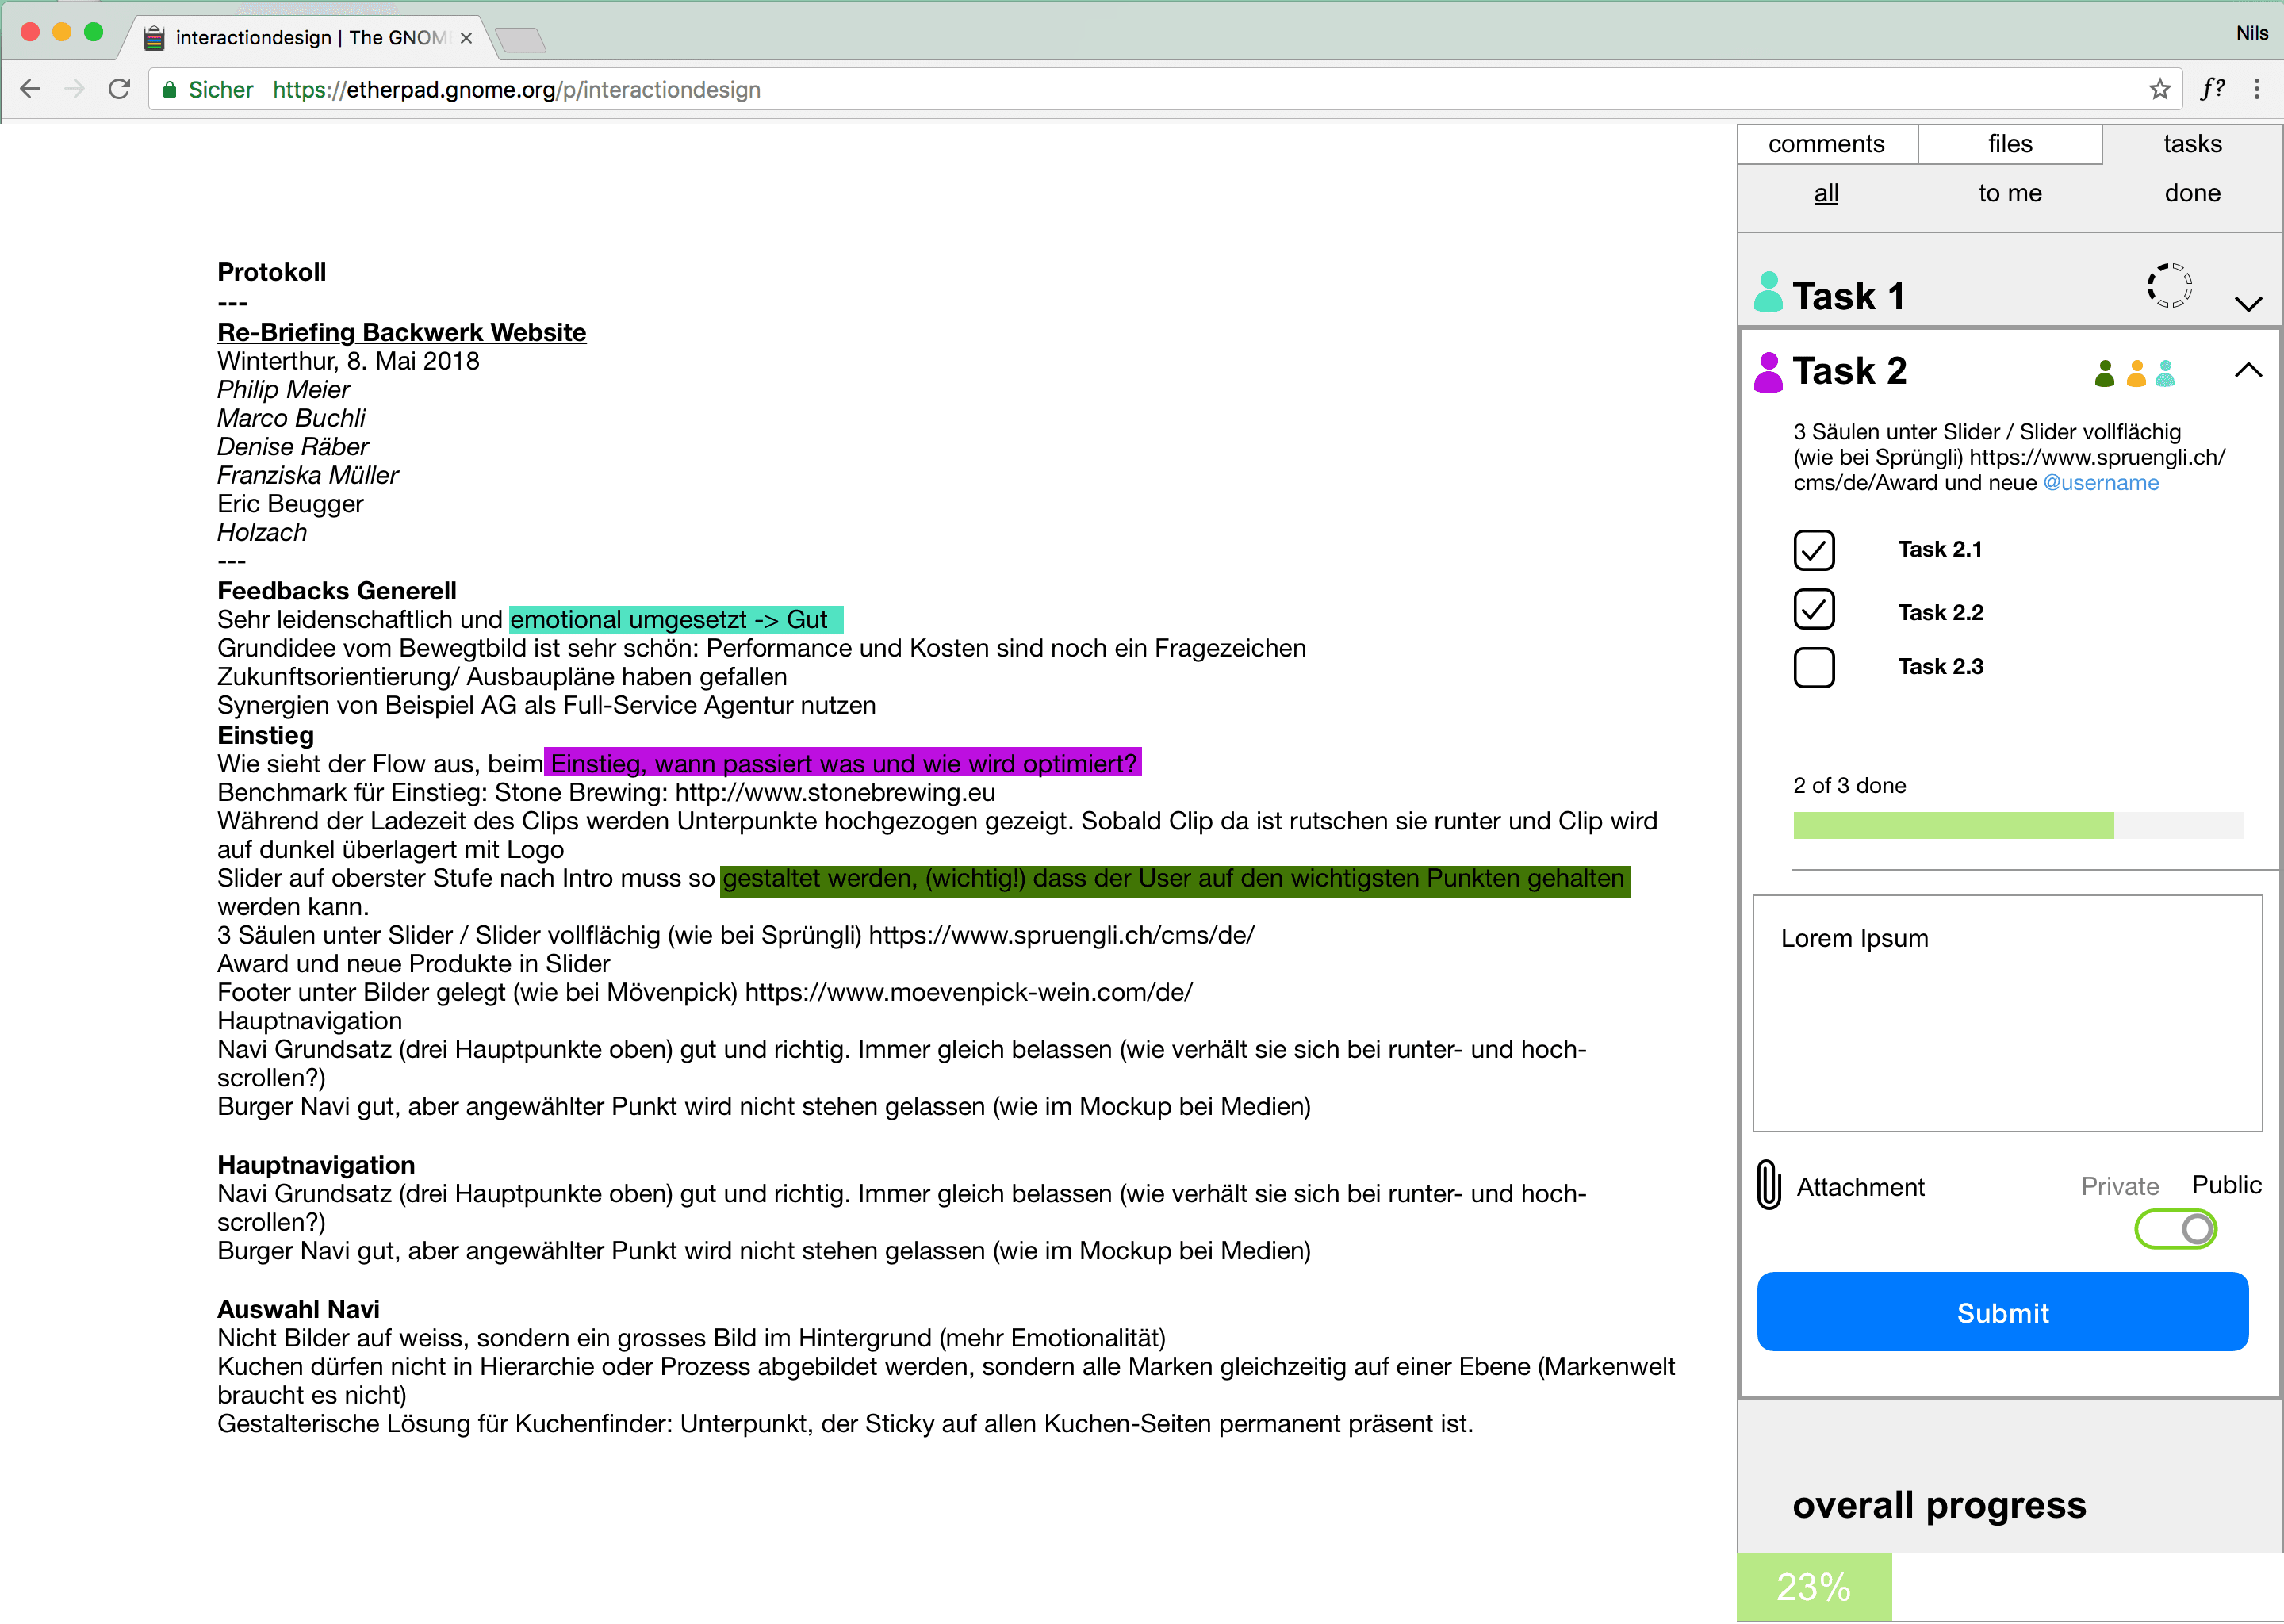 interactiondesign | The GNOM
Nils
Sicher https://etherpad.gnome.org/p/interactiondesign
f?
Protokoll
---
Re-Briefing Backwerk Website
Winterthur, 8. Mai 2018
Philip Meier
Marco Buchli
Denise Räber
Franziska Müller
Eric Beugger
Holzach
---
Feedbacks Generell
Sehr leidenschaftlich und emotional umgesetzt -> Gut
Grundidee vom Bewegtbild ist sehr schön: Performance und Kosten sind noch ein Fragezeichen
Zukunftsorientierung/ Ausbaupläne haben gefallen
Synergien von Beispiel AG als Full-Service Agentur nutzen
Einstieg
Wie sieht der Flow aus, beim Einstieg, wann passiert was und wie wird optimiert?
Benchmark für Einstieg: Stone Brewing: http://www.stonebrewing.eu
Während der Ladezeit des Clips werden Unterpunkte hochgezogen gezeigt. Sobald Clip da ist rutschen sie runter und Clip wird
auf dunkel überlagert mit Logo
Slider auf oberster Stufe nach Intro muss so gestaltet werden, (wichtig!) dass der User auf den wichtigsten Punkten gehalten
werden kann.
3 Säulen unter Slider / Slider vollflächig (wie bei Sprüngli) https://www.spruengli.ch/cms/de/
Award und neue Produkte in Slider
Footer unter Bilder gelegt (wie bei Mövenpick) https://www.moevenpick-wein.com/de/
Hauptnavigation
Navi Grundsatz (drei Hauptpunkte oben) gut und richtig. Immer gleich belassen (wie verhält sie sich bei runter- und hoch-
scrollen?)
Burger Navi gut, aber angewählter Punkt wird nicht stehen gelassen (wie im Mockup bei Medien)
Hauptnavigation
Navi Grundsatz (drei Hauptpunkte oben) gut und richtig. Immer gleich belassen (wie verhält sie sich bei runter- und hoch-
scrollen?)
Burger Navi gut, aber angewählter Punkt wird nicht stehen gelassen (wie im Mockup bei Medien)
Auswahl Navi
Nicht Bilder auf weiss, sondern ein grosses Bild im Hintergrund (mehr Emotionalität)
Kuchen dürfen nicht in Hierarchie oder Prozess abgebildet werden, sondern alle Marken gleichzeitig auf einer Ebene (Markenwelt
braucht es nicht)
Gestalterische Lösung für Kuchenfinder: Unterpunkt, der Sticky auf allen Kuchen-Seiten permanent präsent ist.
comments files tasks
all to me done
Task 1
Task 2
3 Säulen unter Slider / Slider vollflächig
(wie bei Sprüngli) https://www.spruengli.ch/
cms/de/Award und neue @username
Task 2.1
Task 2.2
Task 2.3
2 of 3 done
Lorem Ipsum
Attachment Private Public
Submit
overall progress
23%